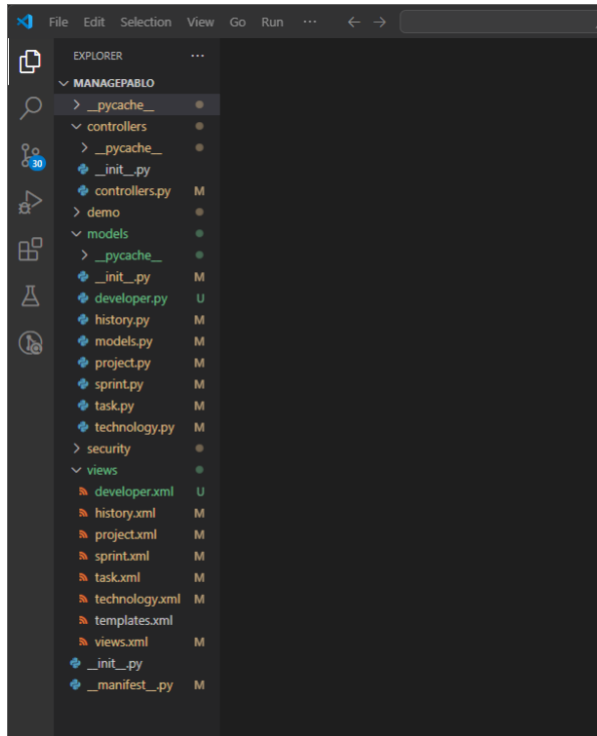 File Edit Selection View Go Run ...
EXPLORER ...
MANAGEPABLO
__pycache__
controllers
__pycache__
__init__.py
controllers.py M
demo
models
__pycache__
__init__.py M
developer.py U
history.py M
models.py M
project.py M
sprint.py M
task.py M
technology.py M
security
views
developer.xml U
history.xml M
project.xml M
sprint.xml M
task.xml M
technology.xml M
templates.xml
views.xml M
__init__.py
__manifest__.py M
30